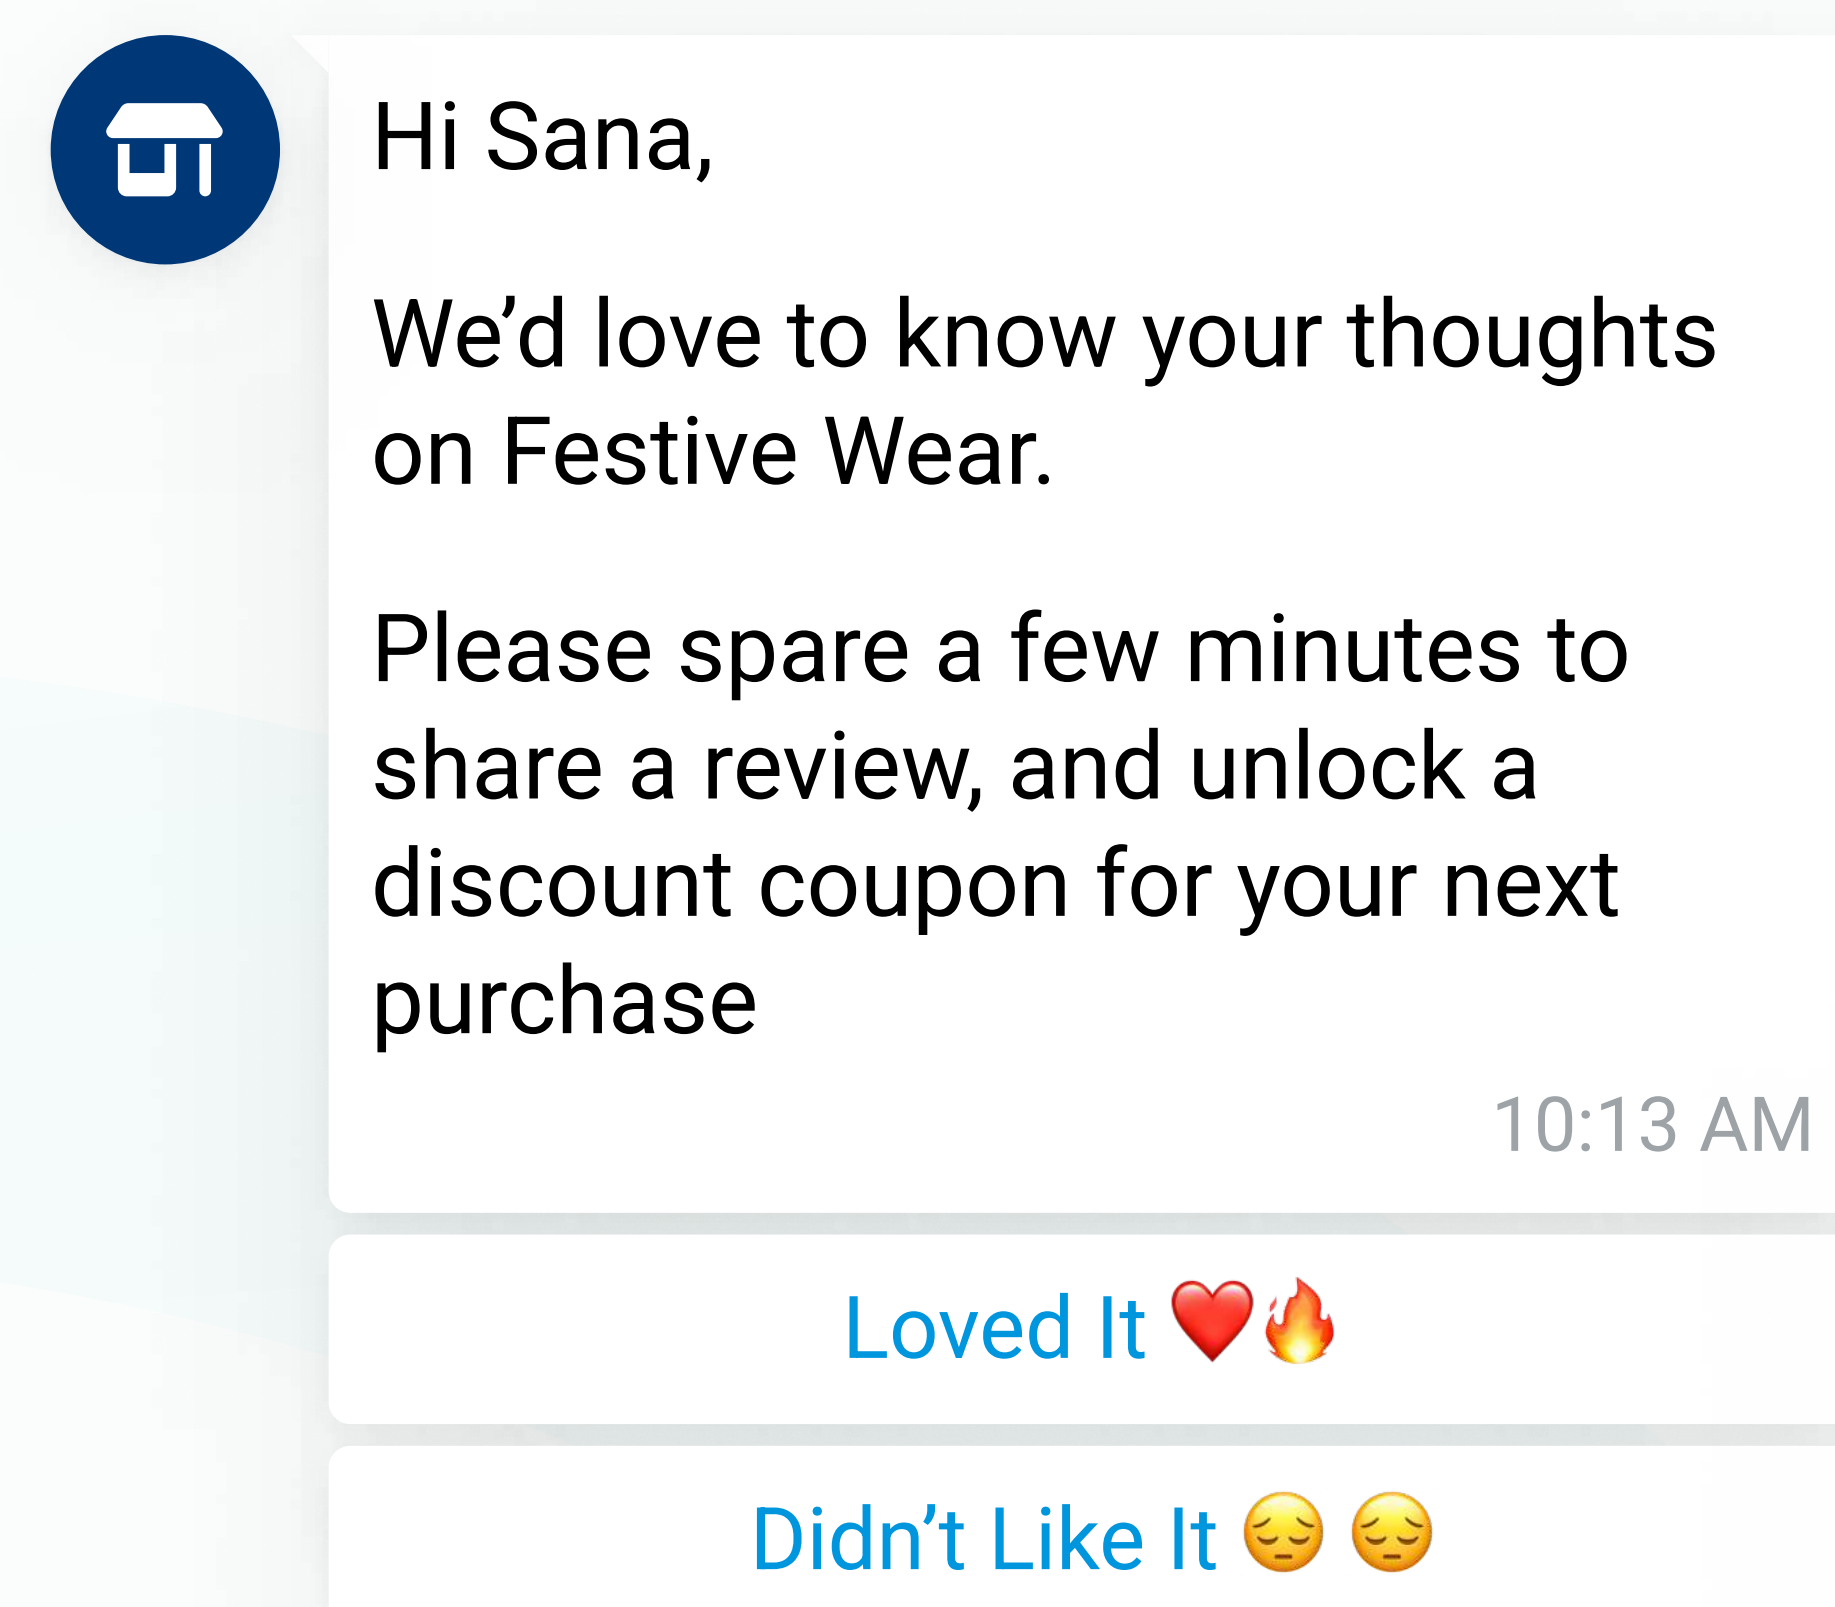 Hi Sana,
We’d love to know your thoughts
on Festive Wear.
Please spare a few minutes to
share a review, and unlock a
discount coupon for your next
purchase
10:13 AM
Loved It ❤️🔥
Didn’t Like It 😔 😔